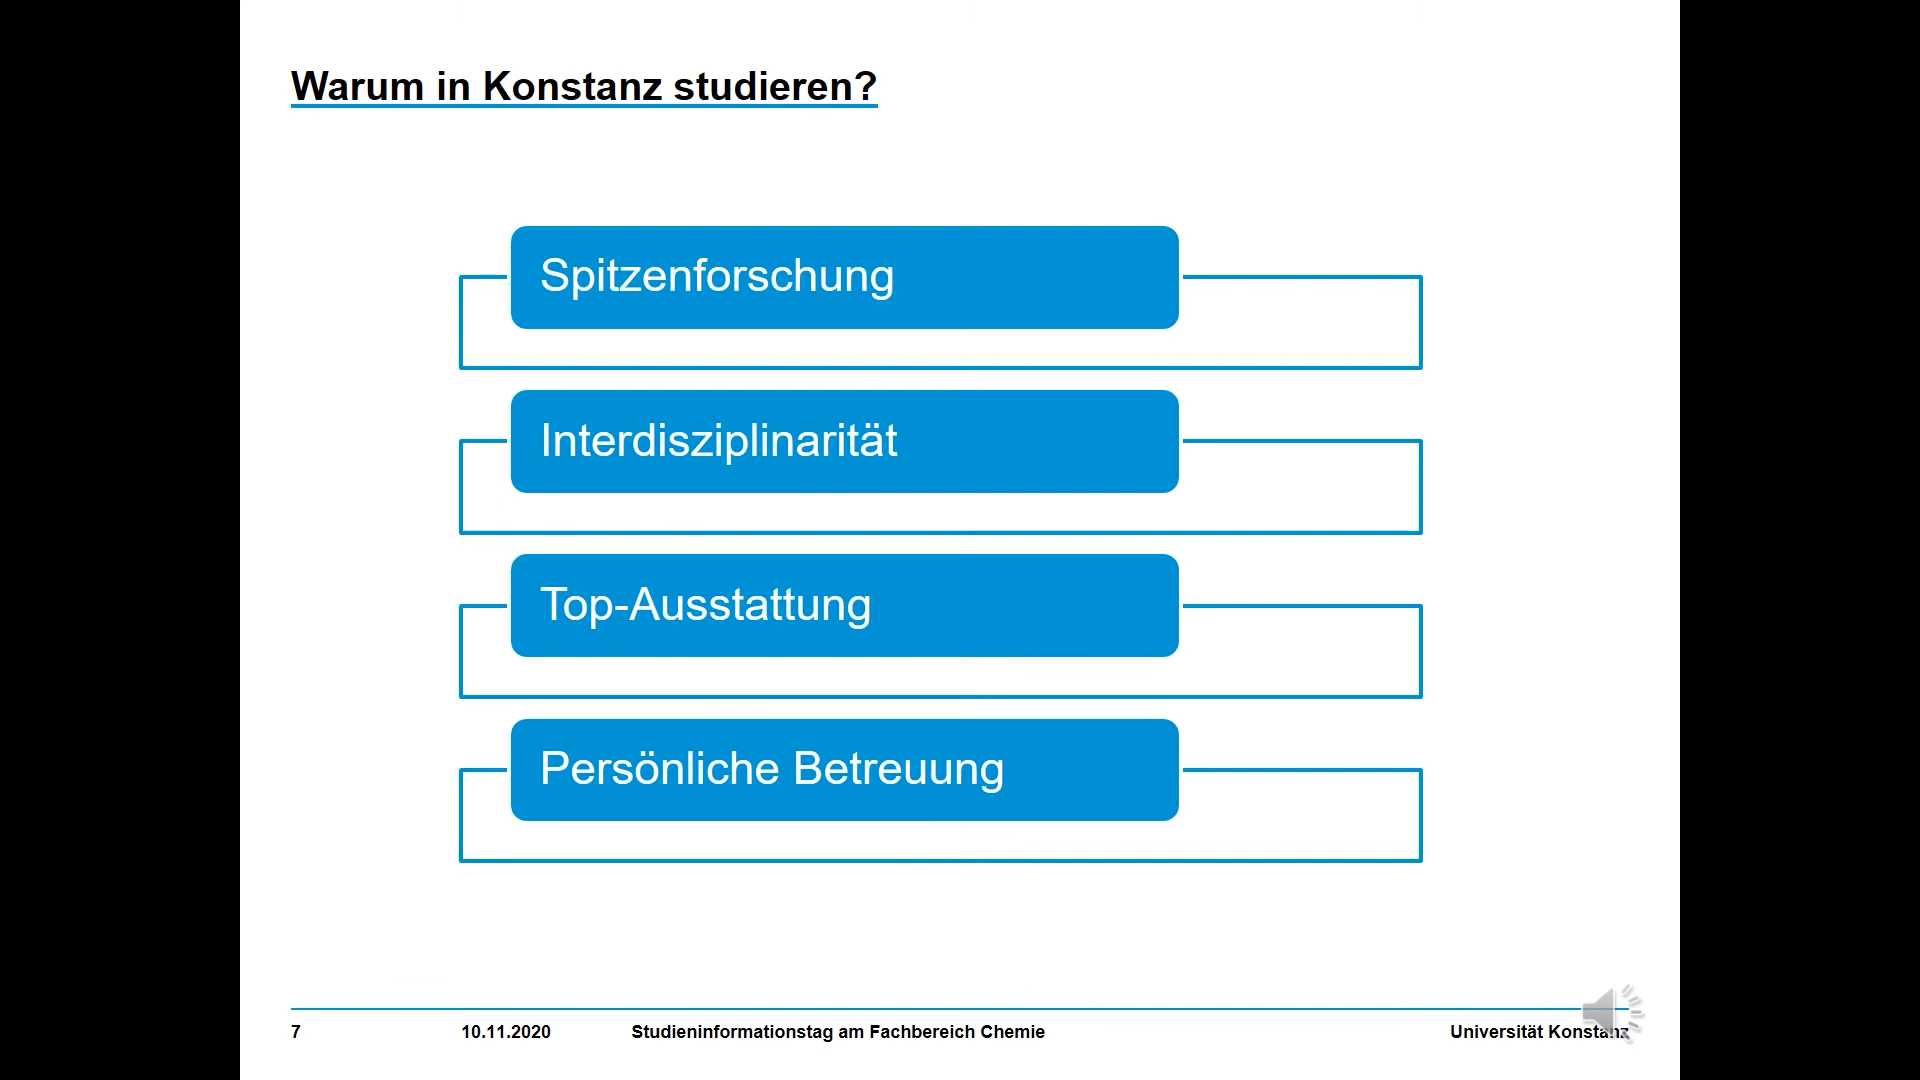 Warum in Konstanz studieren?
Spitzenforschung
Interdisziplinarität
Top-Ausstattung
Persönliche Betreuung
7 10.11.2020 Studieninformationstag am Fachbereich Chemie Universität Konstanz